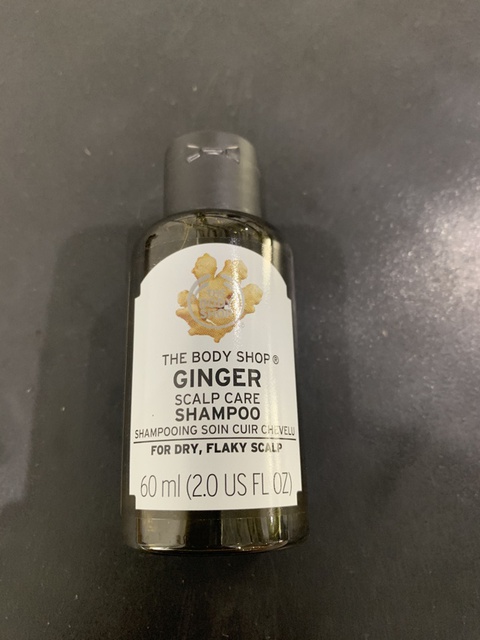 THE BODY SHOP®
GINGER
SCALP CARE
SHAMPOO
SHAMPOOING SOIN CUIR CHEVELU
FOR DRY, FLAKY SCALP
60 ml (2.0 US FL OZ)